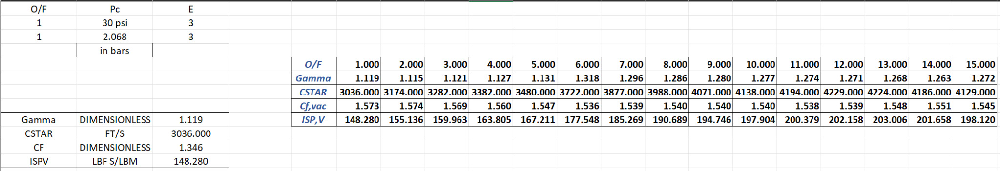 O/F Pc E
1 30 psi 3
1 2.068 3
in bars
O/F 1.000 2.000 3.000 4.000 5.000 6.000 7.000 8.000 9.000 10.000 11.000 12.000 13.000 14.000 15.000
Gamma 1.119 1.115 1.121 1.127 1.131 1.318 1.296 1.286 1.280 1.277 1.274 1.271 1.268 1.263 1.272
CSTAR 3036.000 3174.000 3282.000 3382.000 3480.000 3722.000 3877.000 3988.000 4071.000 4138.000 4194.000 4229.000 4224.000 4186.000 4129.000
Cf,vac 1.573 1.574 1.569 1.560 1.547 1.536 1.539 1.540 1.540 1.540 1.538 1.539 1.548 1.551 1.545
ISP,V 148.280 155.136 159.963 163.805 167.211 177.548 185.269 190.689 194.746 197.904 200.379 202.158 203.006 201.658 198.120
Gamma DIMENSIONLESS 1.119
CSTAR FT/S 3036.000
CF DIMENSIONLESS 1.346
ISPV LBF S/LBM 148.280